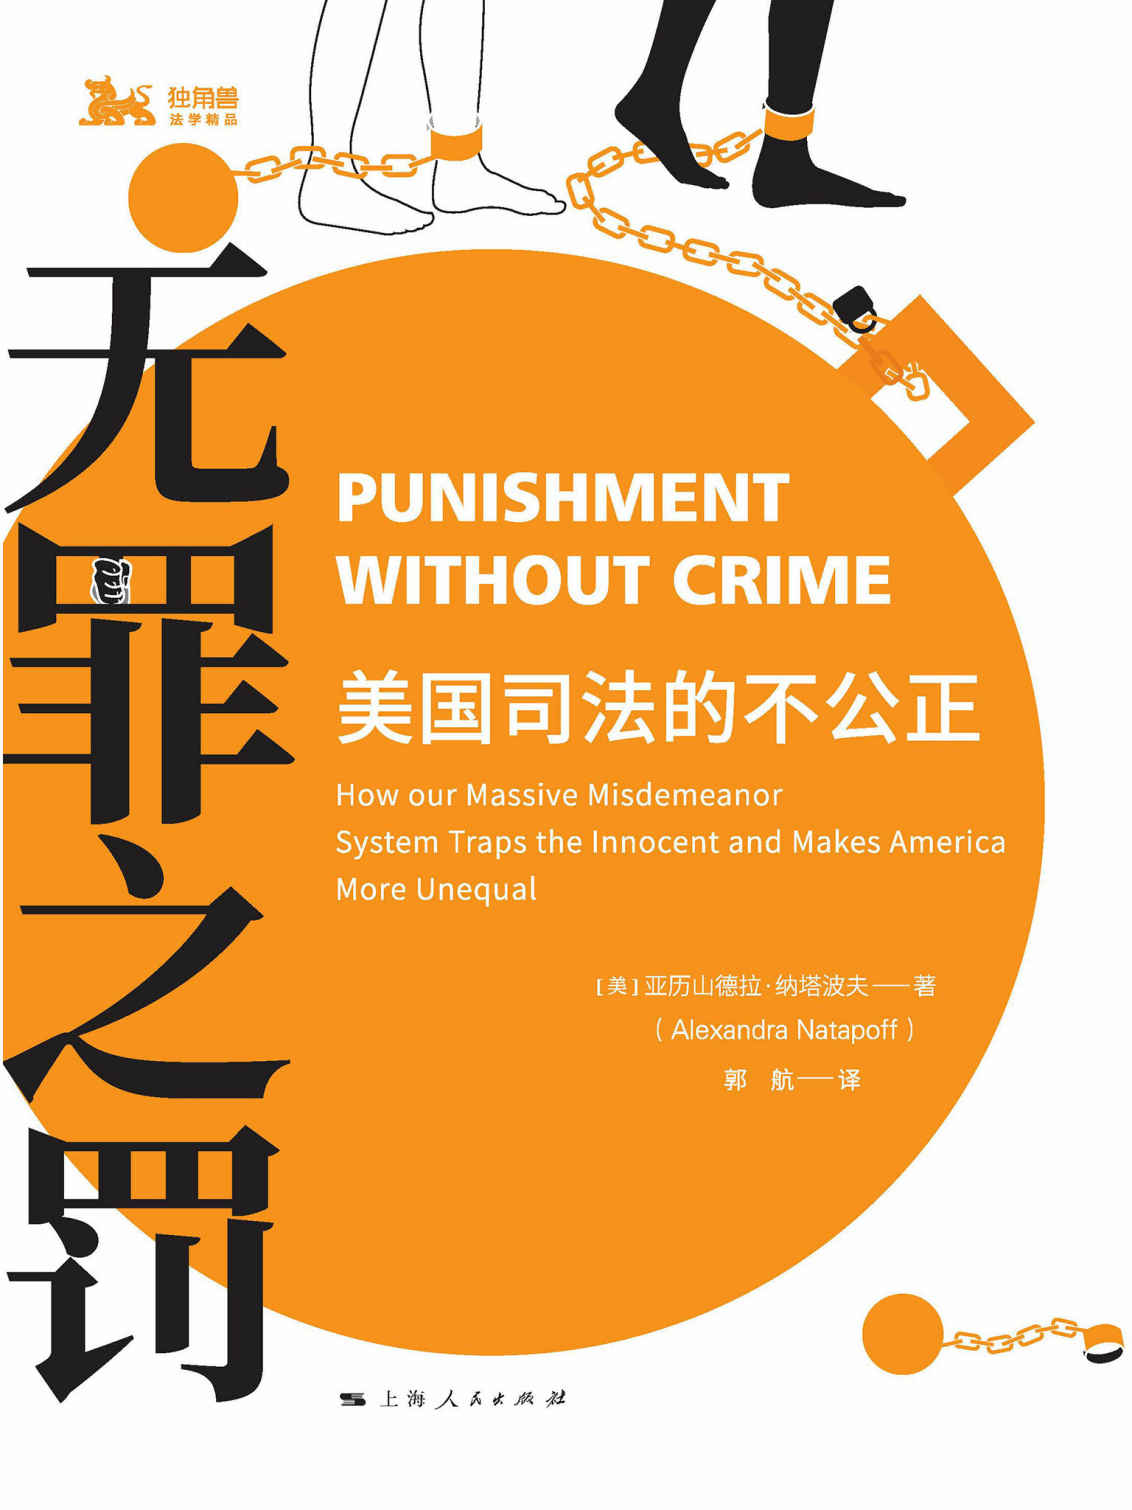 独角兽
法学精品
无罪之罚
PUNISHMENT
WITHOUT CRIME
美国司法的不公正
How our Massive Misdemeanor
System Traps the Innocent and Makes America
More Unequal
[美]亚历山德拉·纳塔波夫——著
(Alexandra Natapoff)
郭 航——译
上海人民出版社